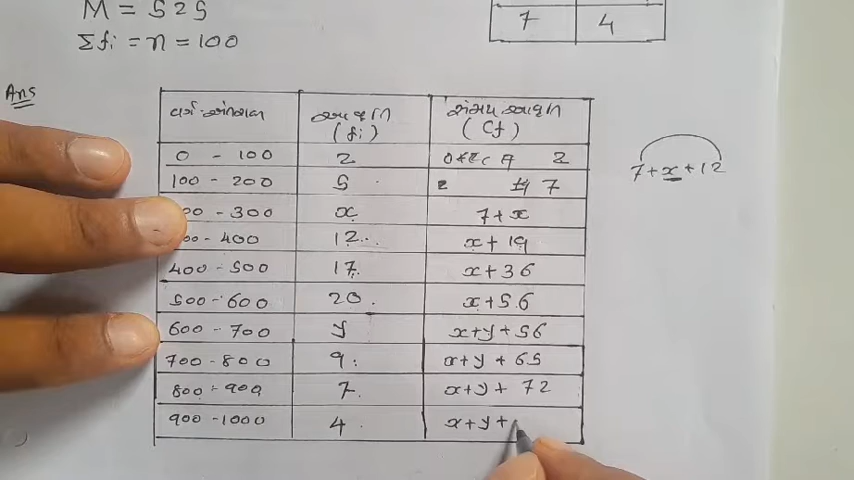 M = 525
Σfi = n = 100
7 4
Ans
વર્ગ અંતરાલ આવૃત્તિ (fi) સંચયી આવૃત્તિ (cf)
0 - 100 2 2
100 - 200 5 7
00 - 300 x 7 + x
00 - 400 12 x + 19
400 - 500 17 x + 36
500 - 600 20 x + 56
600 - 700 y x + y + 56
700 - 800 9 x + y + 65
800 - 900 7 x + y + 72
900 - 1000 4 x + y +
7 + x + 12